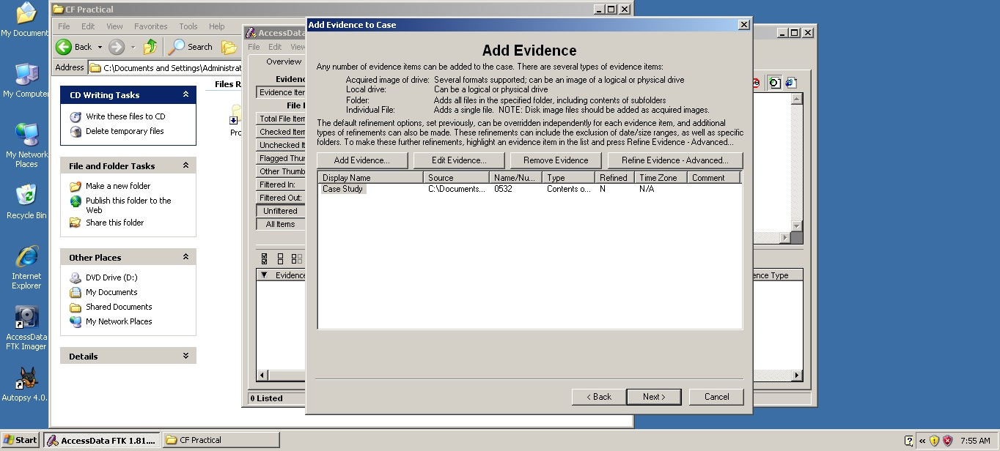 My Document
My Computer
My Network
Places
Recycle Bin
Internet
Explorer
AccessData
FTK Imager
Autopsy 4.0.
CF Practical
File Edit View Favorites Tools Help
Back Search
Address C:\Documents and Settings\Administrat
CD Writing Tasks
Write these files to CD
Delete temporary files
File and Folder Tasks
Make a new folder
Publish this folder to the
Web
Share this folder
Other Places
DVD Drive (D:)
My Documents
Shared Documents
My Network Places
Details
Files R
Pro
AccessData
File Edit View
Overview
Evidenc
Evidence Iter
File I
Total File Item
Checked Item
Unchecked It
Flagged Thur
Other Thumb
Filtered In:
Filtered Out:
Unfiltered
All Items
Evidence
ence Type
0 Listed
Add Evidence to Case
Add Evidence
Any number of evidence items can be added to the case. There are several types of evidence items:
Acquired image of drive: Several formats supported; can be an image of a logical or physical drive
Local drive: Can be a logical or physical drive
Folder: Adds all files in the specified folder, including contents of subfolders
Individual File: Adds a single file. NOTE: Disk image files should be added as acquired images.
The default refinement options, set previously, can be overridden independently for each evidence item, and additional
types of refinements can also be made. These refinements can include the exclusion of date/size ranges, as well as specific
folders. To make these further refinements, highlight an evidence item in the list and press Refine Evidence - Advanced...
Add Evidence... Edit Evidence... Remove Evidence Refine Evidence - Advanced...
Display Name Source Name/Nu... Type Refined Time Zone Comment
Case Study C:\Documents... 0532 Contents o... N N/A
< Back Next > Cancel
Start AccessData FTK 1.81.... CF Practical 7:55 AM